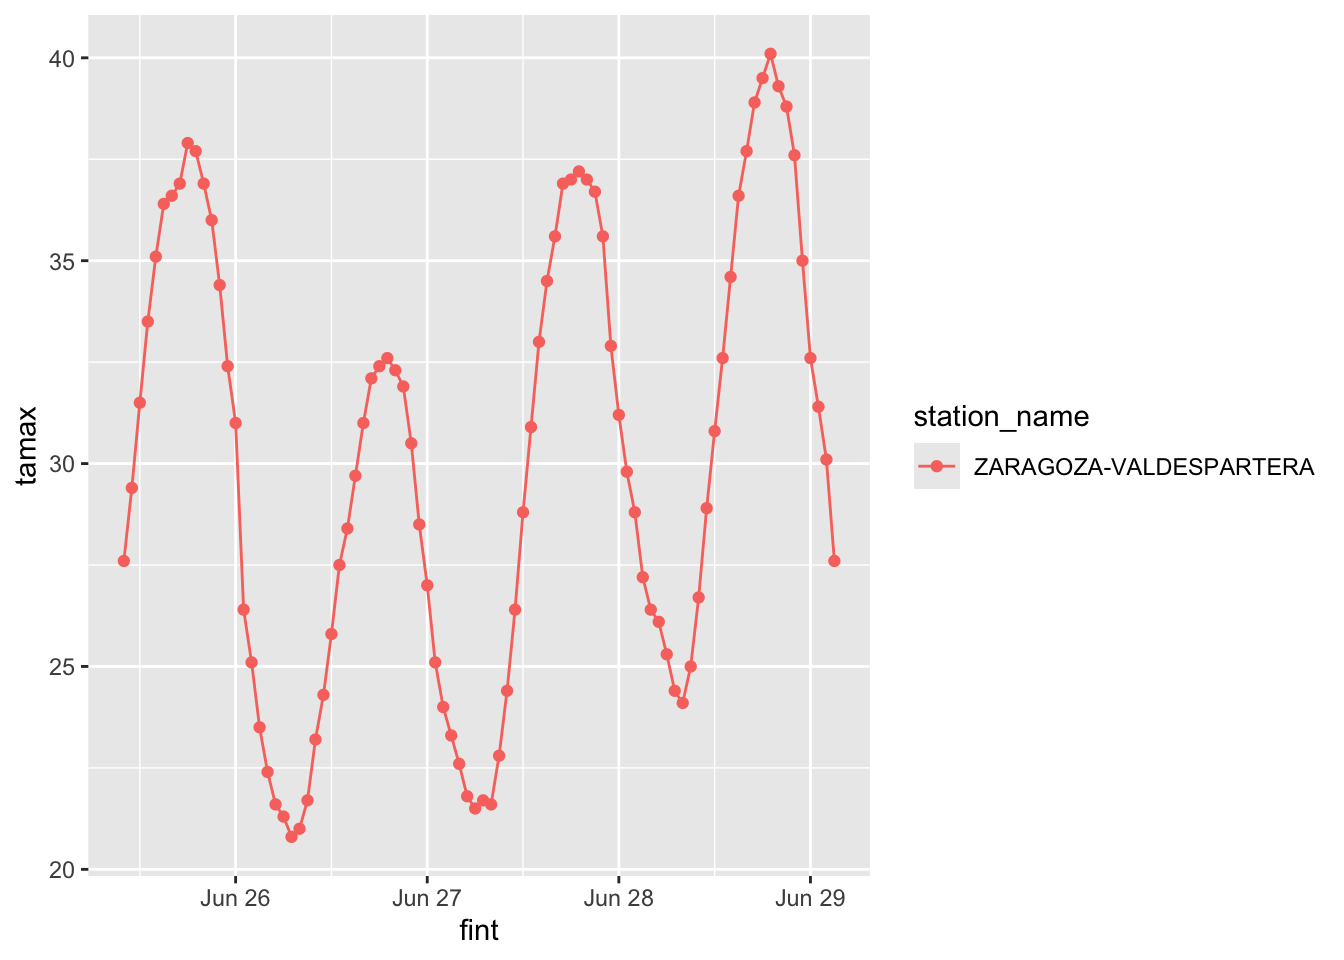 40
35
30
25
20
tamax
Jun 26
Jun 27
Jun 28
Jun 29
fint
station_name
ZARAGOZA-VALDESPARTERA